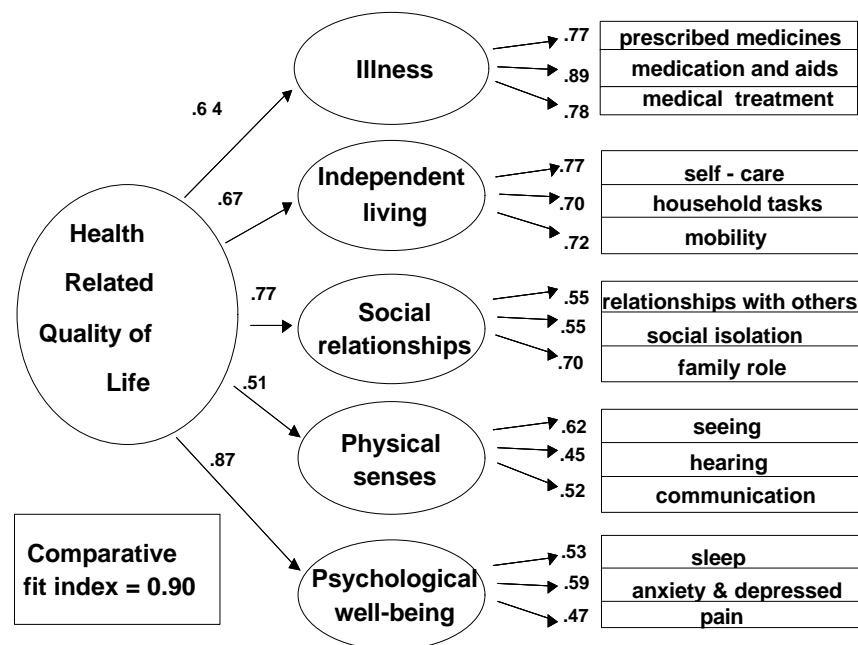 Health
Related
Quality of
Life
.6 4
.67
.77
.51
.87
Illness
.77 prescribed medicines
.89 medication and aids
.78 medical treatment
Independent
living
.77 self - care
.70 household tasks
.72 mobility
Social
relationships
.55 relationships with others
.55 social isolation
.70 family role
Physical
senses
.62 seeing
.45 hearing
.52 communication
Psychological
well-being
.53 sleep
.59 anxiety & depressed
.47 pain
Comparative
fit index = 0.90